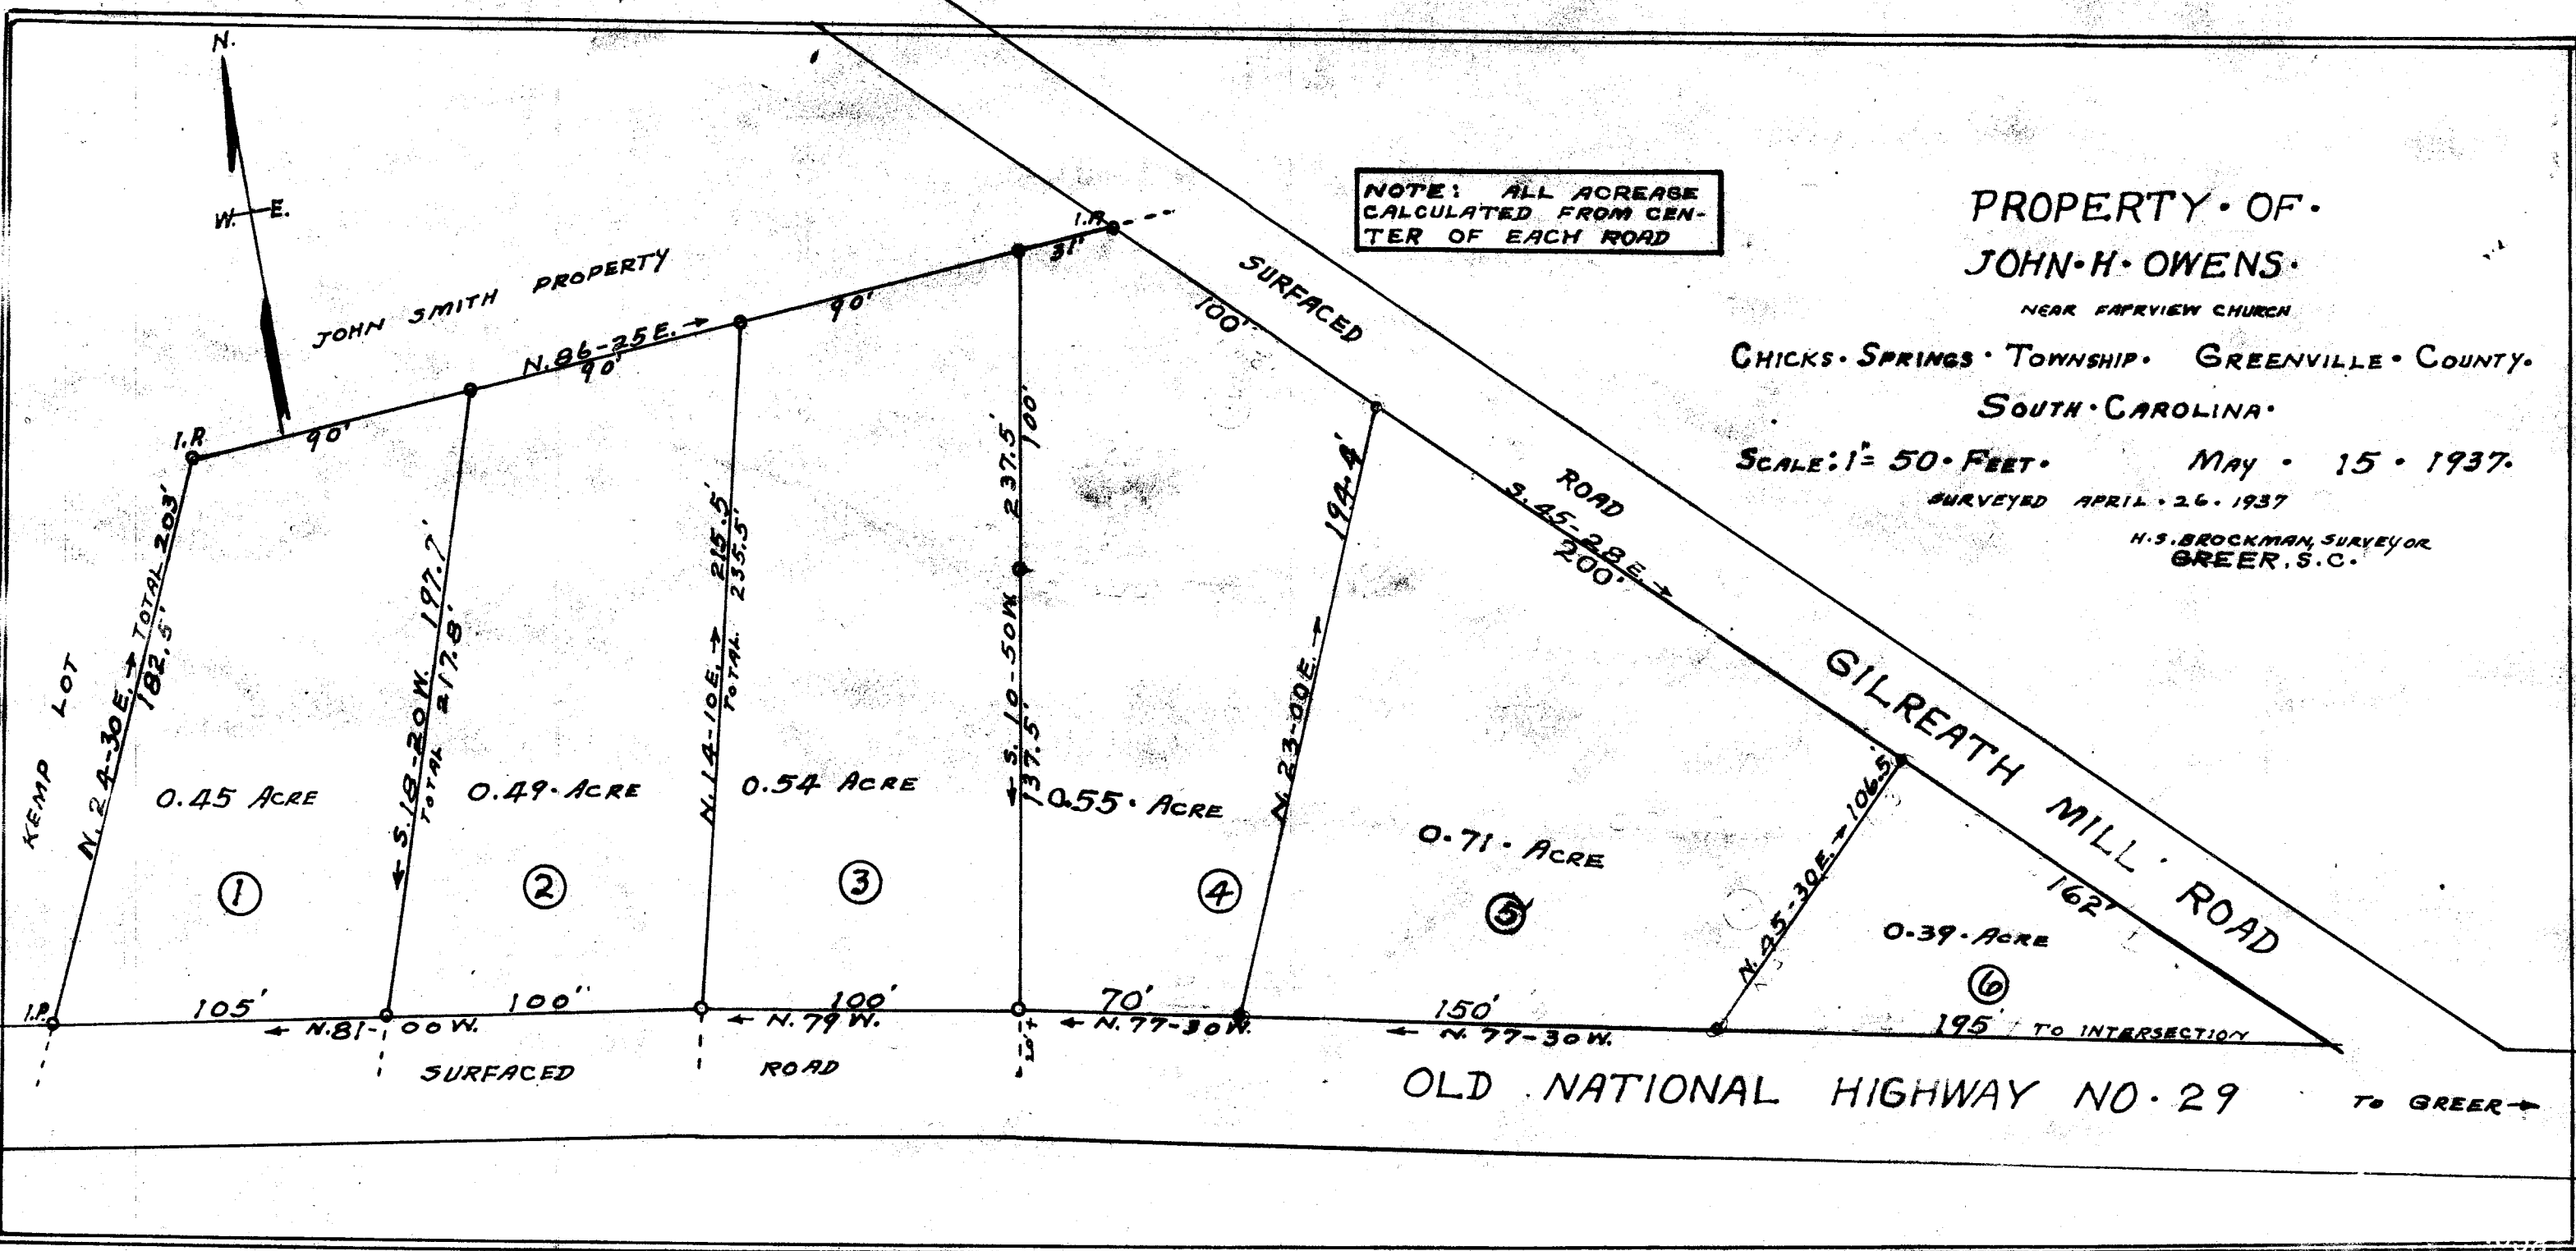 N.
W. E.
NOTE: ALL ACREAGE
CALCULATED FROM CEN-
TER OF EACH ROAD
PROPERTY · OF ·
JOHN · H · OWENS ·
NEAR FAIRVIEW CHURCH
CHICKS · SPRINGS · TOWNSHIP · GREENVILLE · COUNTY.
SOUTH · CAROLINA ·
SCALE: 1" = 50 · FEET · MAY · 15 · 1937.
SURVEYED APRIL · 26 · 1937
H. S. BROCKMAN, SURVEYOR
GREER, S.C.
JOHN SMITH PROPERTY
I.P.
90'
N. 86-25 E. →
90'
90'
31'
I.P.
100'
SURFACED
ROAD
S. 45-28 E. →
200'
GILREATH MILL · ROAD
162'
KEMP LOT
N. 24-30 E. → TOTAL 203'
182.5'
← S. 18-20 W. 197.7'
TOTAL 217.8'
N. 14-10 E. → 215.5'
TOTAL 235.5'
← S. 10-50 W 237.5'
100'
137.5'
N. 23-00 E. → 194.4'
N. 45-30 E. → 106.5'
0.45 ACRE
1
0.49 · ACRE
2
0.54 ACRE
3
0.55 · ACRE
4
0.71 · ACRE
5
0.39 · ACRE
6
I.P.
105'
100''
100'
70'
150'
195' TO INTERSECTION
← N. 81-00 W.
← N. 79 W.
20'±
← N. 77-30 W.
← N. 77-30 W.
SURFACED ROAD
OLD . NATIONAL HIGHWAY NO · 29
TO GREER →